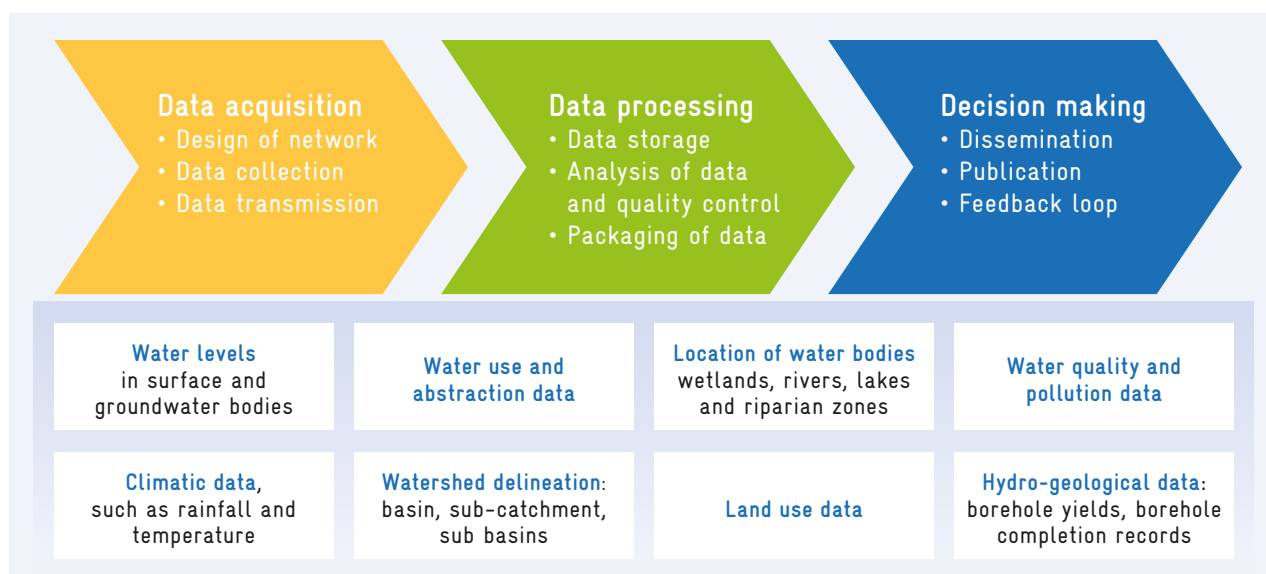 Data acquisition
• Design of network
• Data collection
• Data transmission
Data processing
• Data storage
• Analysis of data
and quality control
• Packaging of data
Decision making
• Dissemination
• Publication
• Feedback loop
Water levels
in surface and
groundwater bodies
Water use and
abstraction data
Location of water bodies
wetlands, rivers, lakes
and riparian zones
Water quality and
pollution data
Climatic data,
such as rainfall and
temperature
Watershed delineation:
basin, sub-catchment,
sub basins
Land use data
Hydro-geological data:
borehole yields, borehole
completion records